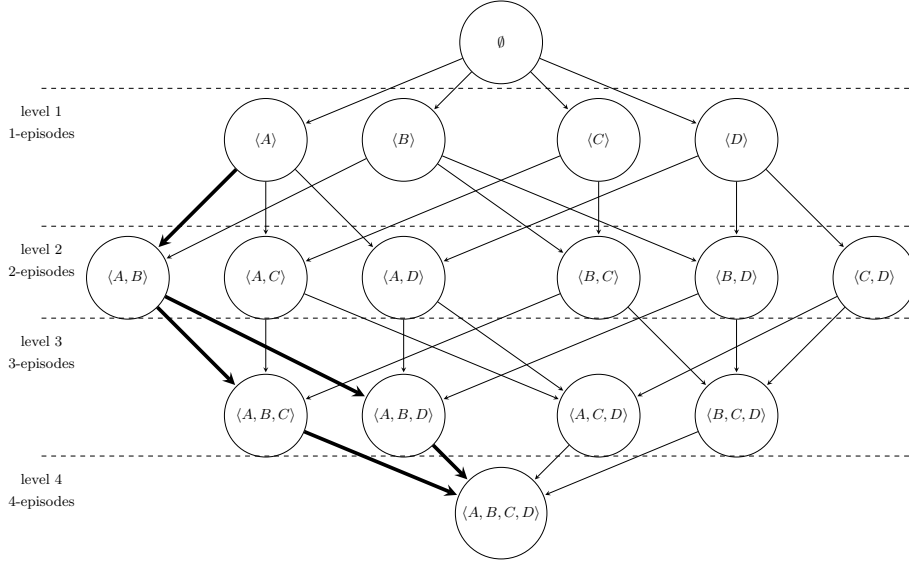 ∅
level 1
1-episodes
⟨A⟩
⟨B⟩
⟨C⟩
⟨D⟩
level 2
2-episodes
⟨A, B⟩
⟨A, C⟩
⟨A, D⟩
⟨B, C⟩
⟨B, D⟩
⟨C, D⟩
level 3
3-episodes
⟨A, B, C⟩
⟨A, B, D⟩
⟨A, C, D⟩
⟨B, C, D⟩
level 4
4-episodes
⟨A, B, C, D⟩